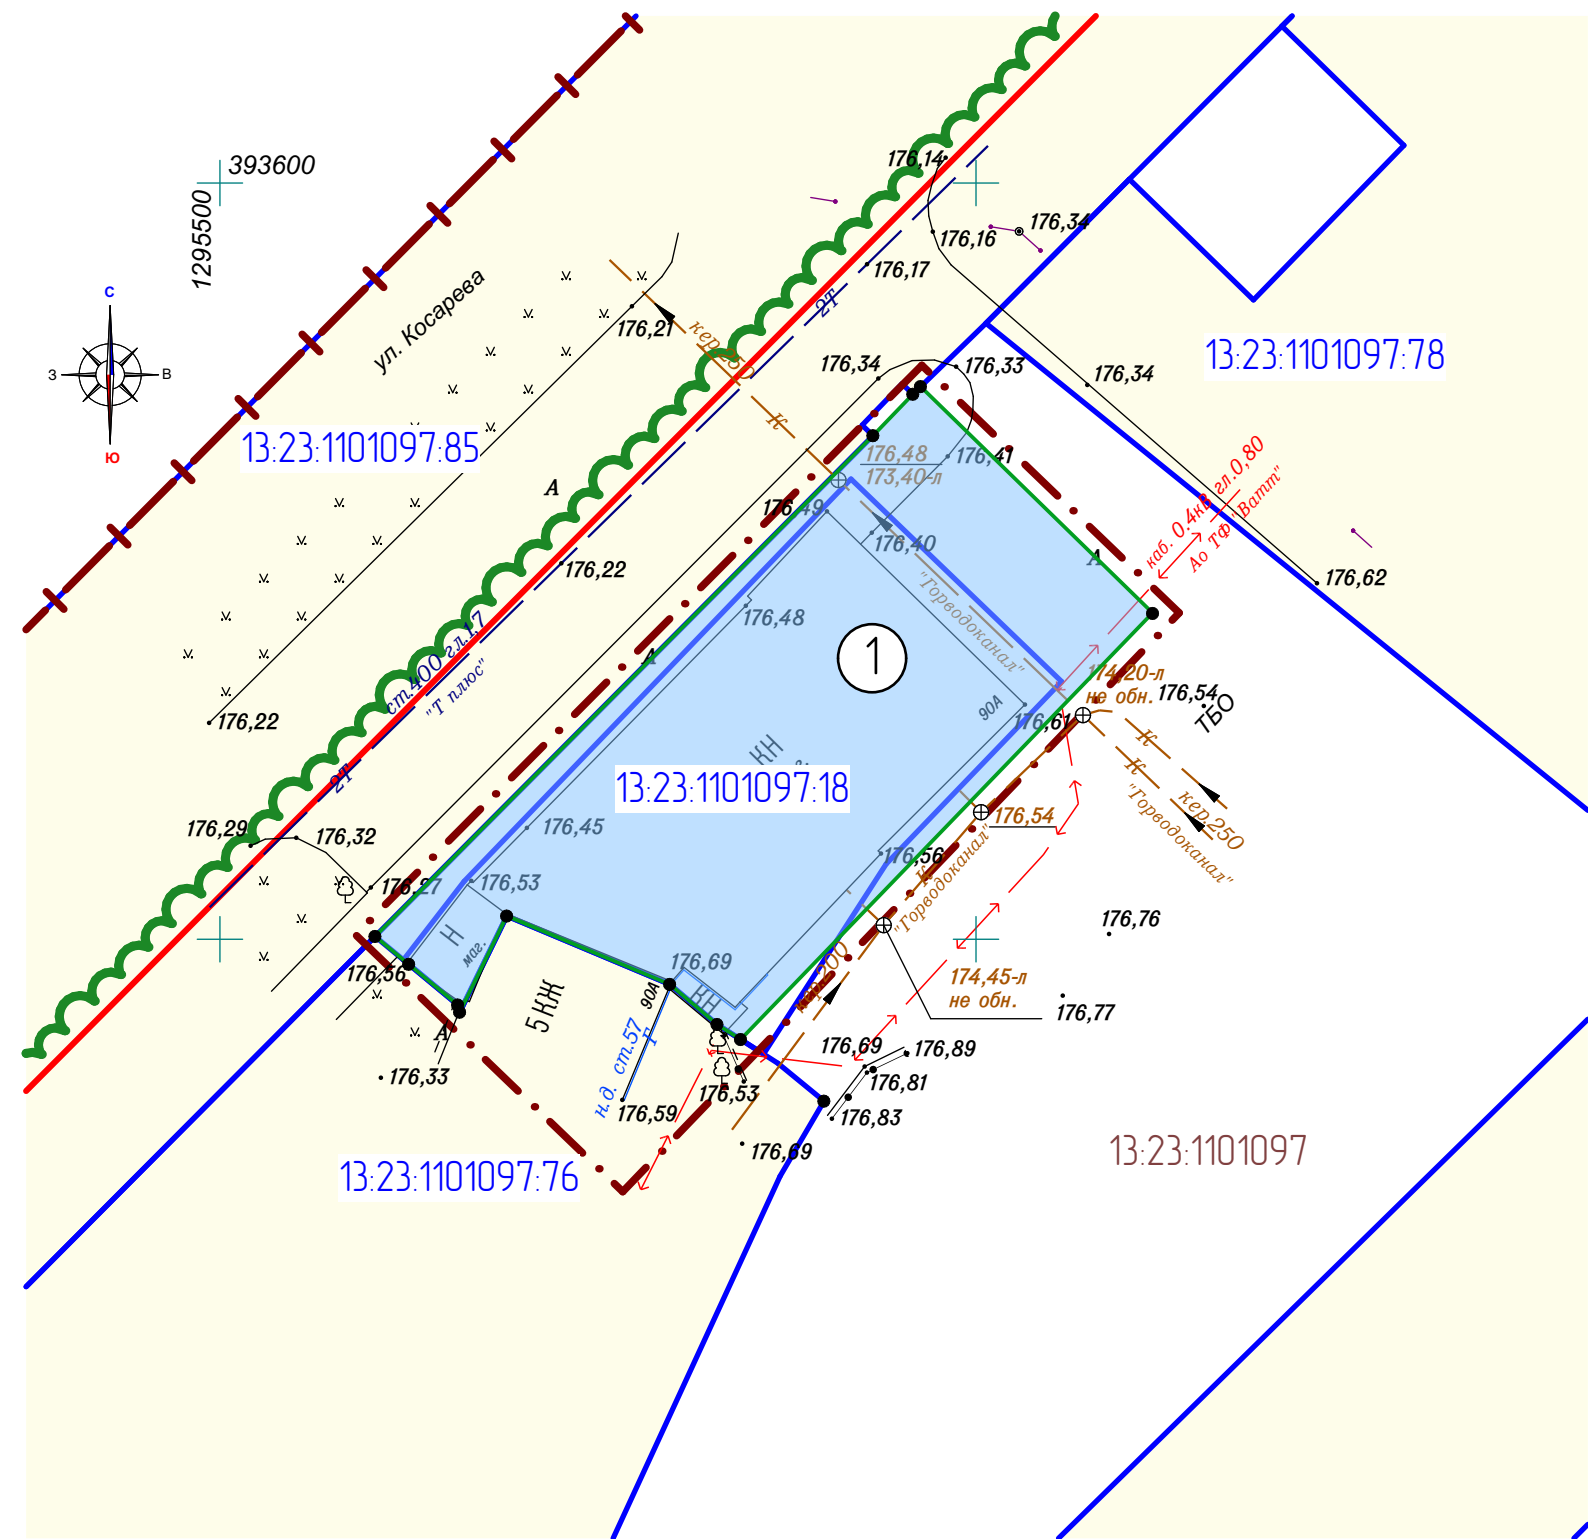 393600
1295500
С
З
В
Ю
ул. Косарева
176,14
176,34
176,16
176,17
2Т
176,21
кер.250
13:23:1101097:78
176,34
176,33
176,34
К
13:23:1101097:85
176,48
173,40-л
176,41
каб. 0.4кВ гл.0,80
Ао ТФ "Ватт"
А
176,49
176,40
А
176,22
176,62
"Горводоканал"
176,48
ст.400 гл.1,7
"Т плюс"
А
1
174,20-л
не обн.
176,54
ТБО
90А
176,61
176,22
К
КН
К
2Т
13:23:1101097:18
кер.250
"Горводоканал"
176,54
176,29
176,32
176,45
176,56
К
"Горводоканал"
176,27
176,53
176,76
Н
маг.
176,69
кер.200
176,56
174,45-л
не обн.
90А
КН
5КЖ
176,77
А
н.д. ст.57
Г
176,69
176,89
176,33
176,81
176,53
176,59
176,83
176,69
13:23:1101097
13:23:1101097:76